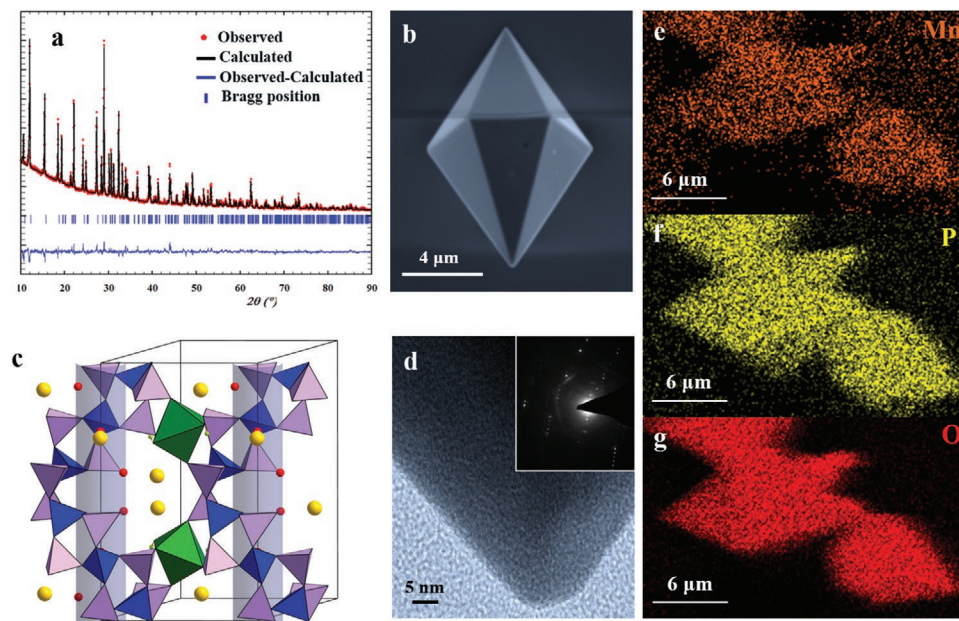 a
Observed
Calculated
Observed-Calculated
Bragg position
10 20 30 40 50 60 70 80 90
2θ (°)
b
4 µm
c
d
5 nm
e
Mn
6 µm
f
P
6 µm
g
O
6 µm